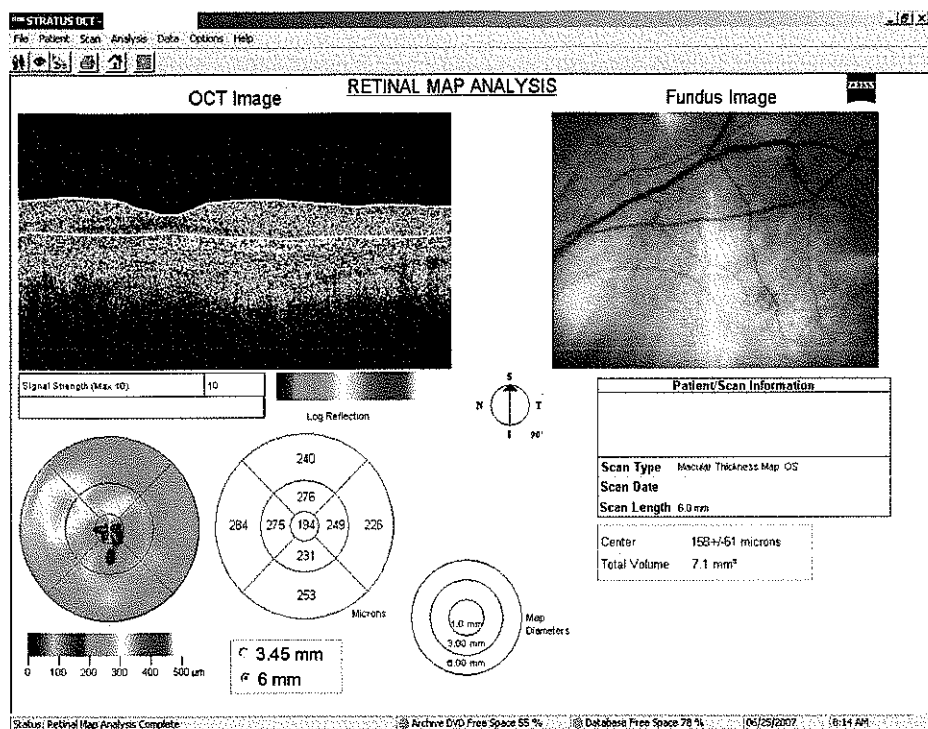 STRATUS OCT -
File Patient Scan Analysis Data Options Help
RETINAL MAP ANALYSIS
OCT Image
Fundus Image
ZEISS
Signal Strength (Max 10) 10
Log Reflection
S
N T
I 90°
Patient/Scan Information
Scan Type Macular Thickness Map OS
Scan Date
Scan Length 6.0 mm
Center 158+/-61 microns
Total Volume 7.1 mm³
240
276
264 275 194 249 226
231
253
Microns
1.0 mm
3.00 mm
6.00 mm
Map Diameters
0 100 200 300 400 500 µm
3.45 mm
6 mm
Status: Retinal Map Analysis Complete Archive DVD Free Space 55 % Database Free Space 78 % 06/25/2007 8:14 AM